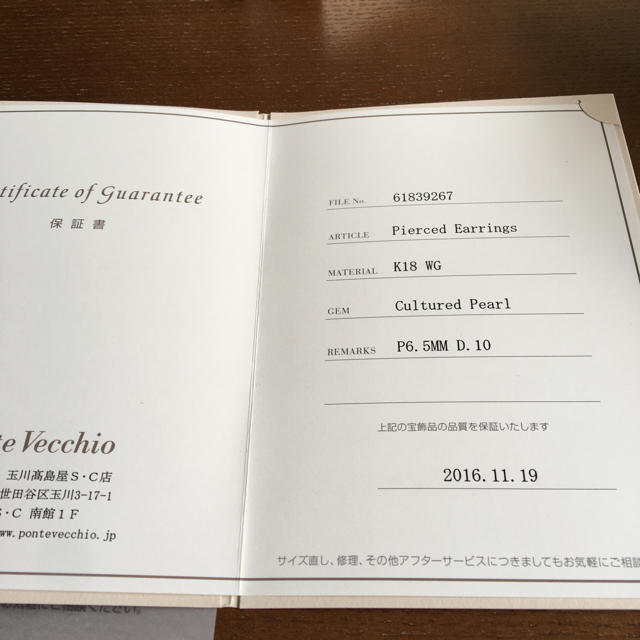 tificate of Guarantee
保証書
te Vecchio
玉川髙島屋S・C店
世田谷区玉川3-17-1
S・C 南館1F
www.pontevecchio.jp
FILE No. 61839267
ARTICLE Pierced Earrings
MATERIAL K18 WG
GEM Cultured Pearl
REMARKS P6.5MM D.10
上記の宝飾品の品質を保証いたします
2016.11.19
サイズ直し、修理、その他アフターサービスにつきましてもお気軽にご相談